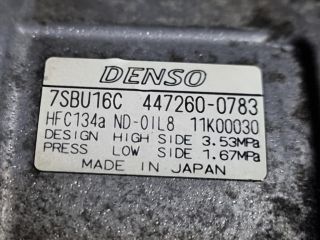 DENSO
7SBU16C 447260-0783
HFC134a ND-OIL8 11K00030
DESIGN HIGH SIDE 3.53MPa
PRESS LOW SIDE 1.67MPa
MADE IN JAPAN